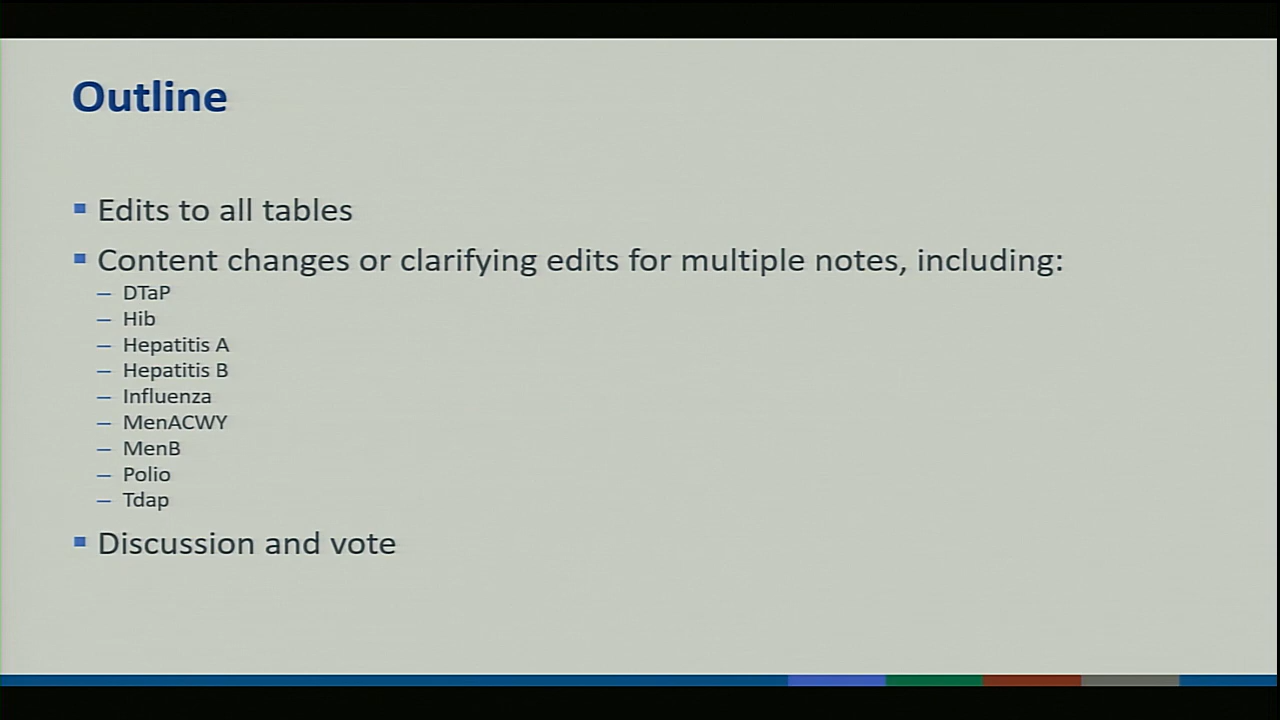 Outline
▪ Edits to all tables
▪ Content changes or clarifying edits for multiple notes, including:
– DTaP
– Hib
– Hepatitis A
– Hepatitis B
– Influenza
– MenACWY
– MenB
– Polio
– Tdap
▪ Discussion and vote